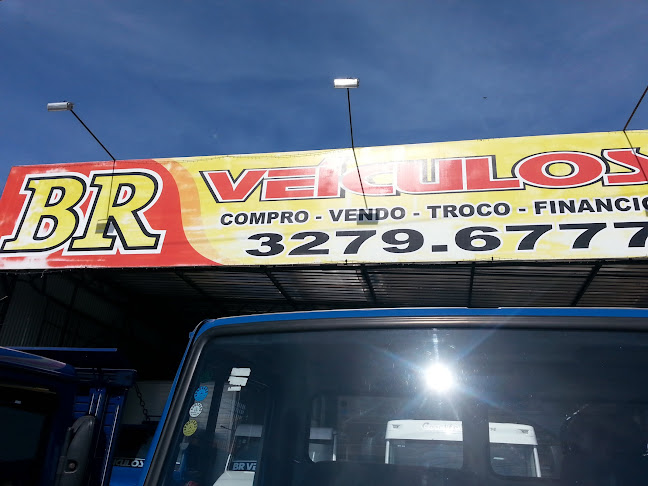 BR
VEÍCULOS
COMPRO - VENDO - TROCO - FINANCIO
3279.6777